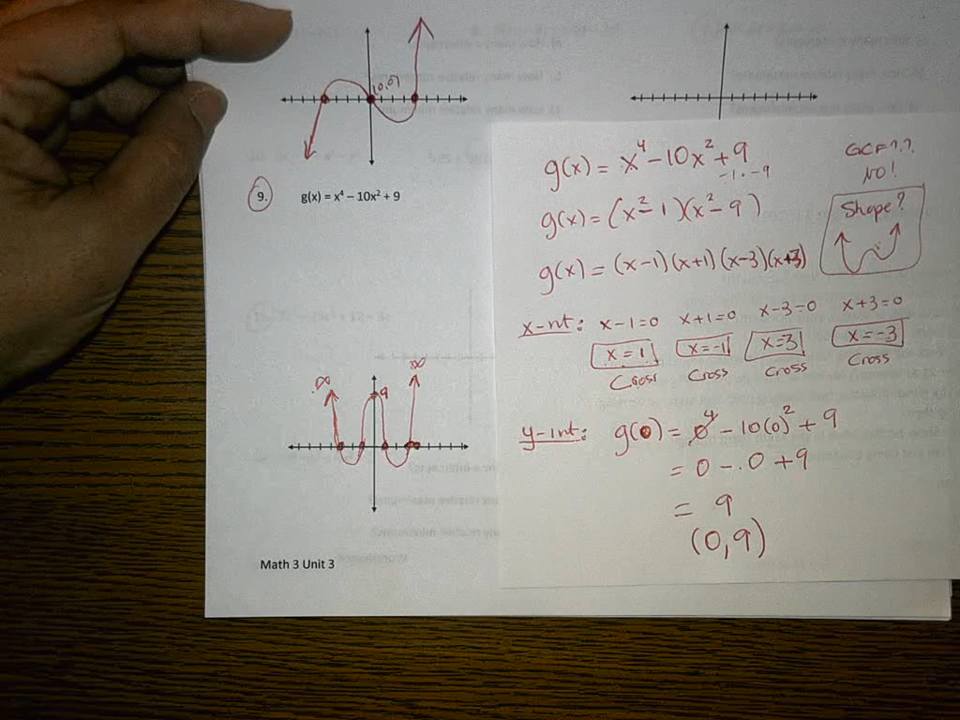 (0,0)
9. g(x) = x⁴ – 10x² + 9
∞ ∞
9
Math 3 Unit 3
g(x) = x⁴ - 10x² + 9
-1 · -9
GCF??
NO!
g(x) = (x² - 1)(x² - 9)
g(x) = (x-1)(x+1)(x-3)(x+3)
Shape?
x-int: x-1=0 x+1=0 x-3=0 x+3=0
x=1 x=-1 x=3 x=-3
Cross Cross Cross Cross
y-int: g(0) = 0⁴ - 10(0)² + 9
= 0 - 0 + 9
= 9
(0,9)